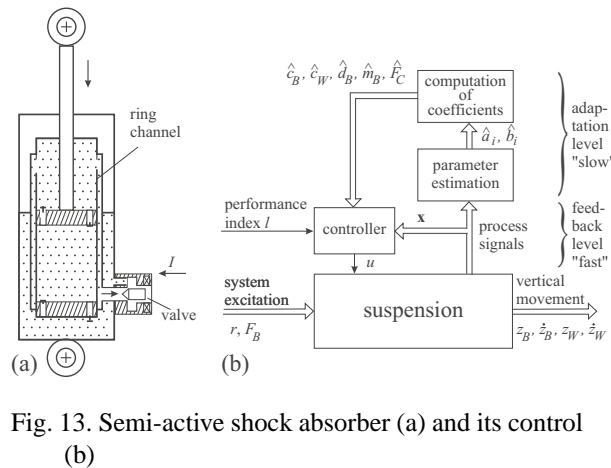 ring
channel
I
valve
(a)
ĉ_B, ĉ_W, d̂_B, m̂_B, F̂_C
computation
of
coefficients
â_i, b̂_i
parameter
estimation
adap-
tation
level
"slow"
performance
index l
controller
x
process
signals
feed-
back
level
"fast"
u
system
excitation
r, F_B
suspension
vertical
movement
z_B, ż_B, z_W, ż_W
(b)
Fig. 13. Semi-active shock absorber (a) and its control
(b)